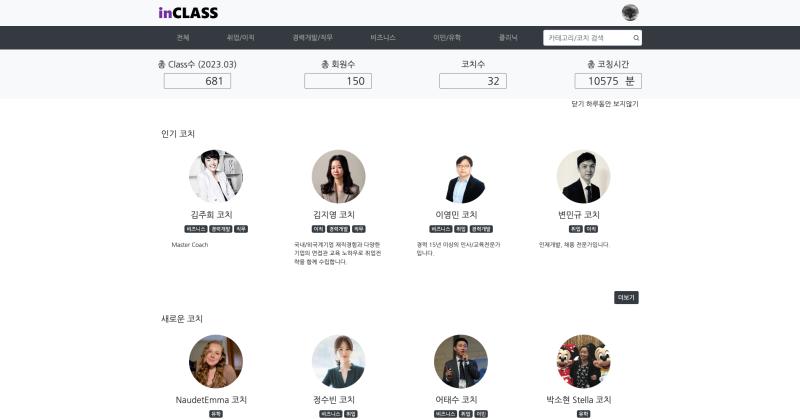 inCLASS
전체 취업/이직 경력개발/직무 비즈니스 이민/유학 클리닉 카테고리/코치 검색
총 Class수 (2023.03) 총 회원수 코치수 총 코칭시간
681 150 32 10575 분
닫기 하루동안 보지않기
인기 코치
김주희 코치 김지영 코치 이영민 코치 변민규 코치
비즈니스 경력개발 직무 이직 경력개발 직무 비즈니스 취업 경력개발 취업 이직
Master Coach 국내/외국계기업 재직경험과 다양한 경력 15년 이상의 인사/교육전문가 인재개발, 채용 전문가입니다.
기업의 면접관 교육 노하우로 취업전 입니다.
략을 함께 수립합니다.
더보기
새로운 코치
NaudetEmma 코치 정수빈 코치 어태수 코치 박소현 Stella 코치
유학 비즈니스 취업 비즈니스 취업 이민 유학